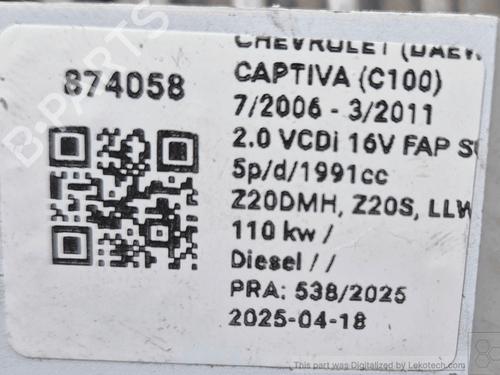 CHEVROLET (DAEW
874058
CAPTIVA (C100)
7/2006 - 3/2011
2.0 VCDi 16V FAP S
5p/d/1991cc
Z20DMH, Z20S, LLW
110 kw /
Diesel / /
PRA: 538/2025
2025-04-18
B-PARTS
This part was Digitalized by Lekotech.com